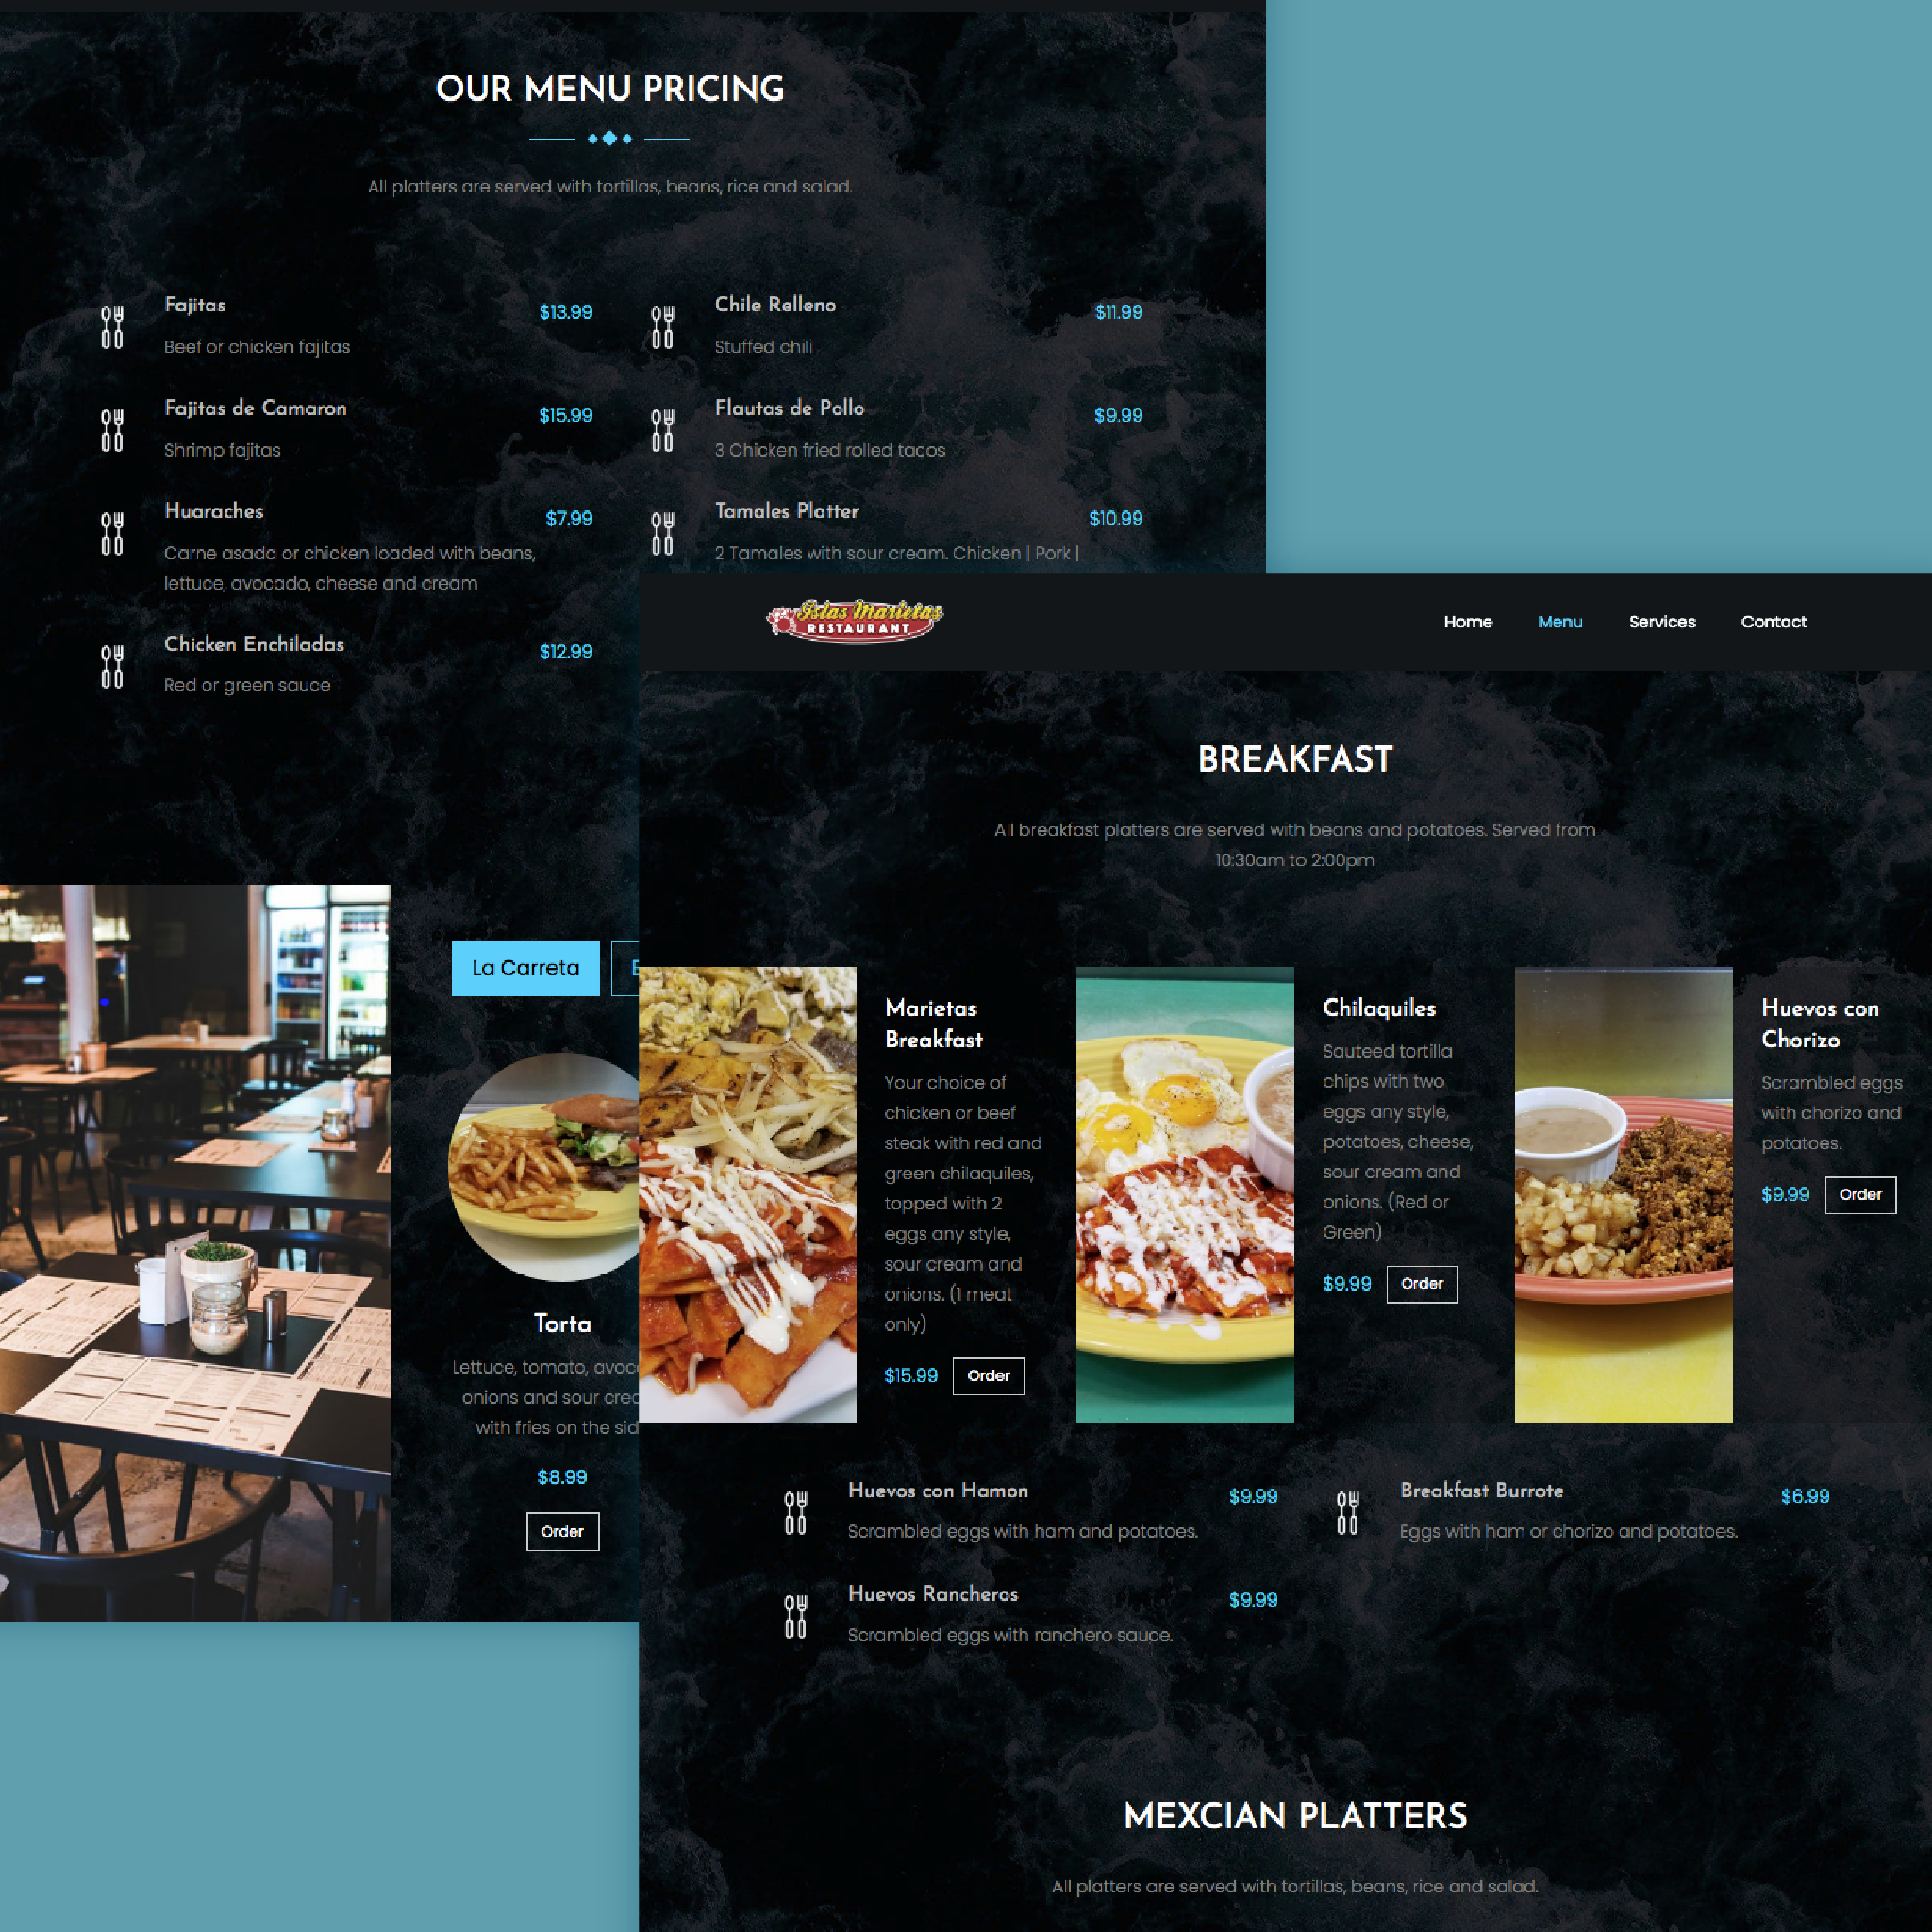 OUR MENU PRICING
All platters are served with tortillas, beans, rice and salad.
Fajitas
$13.99
Beef or chicken fajitas
Fajitas de Camaron
$15.99
Shrimp fajitas
Huaraches
$7.99
Carne asada or chicken loaded with beans,
lettuce, avocado, cheese and cream
Chicken Enchiladas
$12.99
Red or green sauce
Chile Relleno
$11.99
Stuffed chili
Flautas de Pollo
$9.99
3 Chicken fried rolled tacos
Tamales Platter
$10.99
2 Tamales with sour cream. Chicken | Pork |
La Carreta
Torta
Lettuce, tomato,
onions and sour
with fries on the
$8.99
Order
Islas Marietas
RESTAURANT
Home
Menu
Services
Contact
BREAKFAST
All breakfast platters are served with beans and potatoes. Served from
10:30am to 2:00pm
Marietas
Breakfast
Your choice of
chicken or beef
steak with red and
green chilaquiles,
topped with 2
eggs any style,
sour cream and
onions. (1 meat
only)
$15.99
Order
Chilaquiles
Sauteed tortilla
chips with two
eggs any style,
potatoes, cheese,
sour cream and
onions. (Red or
Green)
$9.99
Order
Huevos con
Chorizo
Scrambled eggs
with chorizo and
potatoes.
$9.99
Order
Huevos con Hamon
$9.99
Scrambled eggs with ham and potatoes.
Breakfast Burrote
$6.99
Eggs with ham or chorizo and potatoes.
Huevos Rancheros
$9.99
Scrambled eggs with ranchero sauce.
MEXCIAN PLATTERS
All platters are served with tortillas, beans, rice and salad.